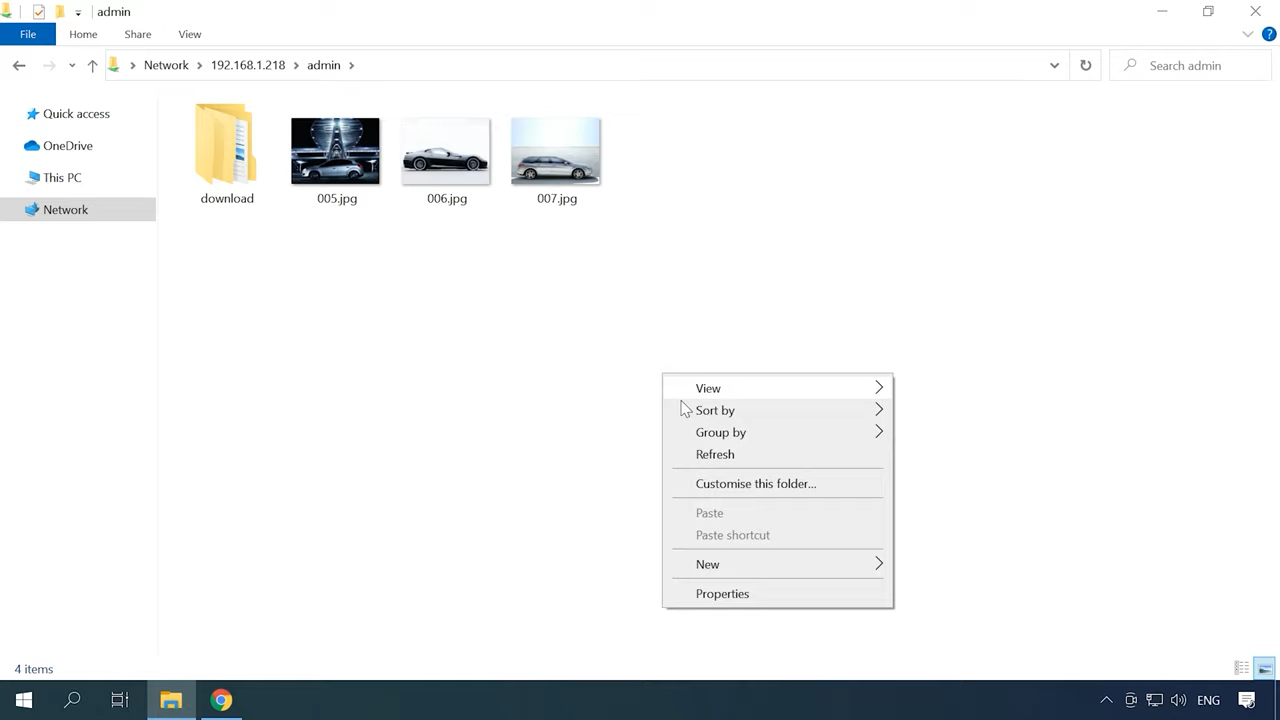 admin
File Home Share View
Network 192.168.1.218 admin
Search admin
Quick access
OneDrive
This PC
Network
download
005.jpg
006.jpg
007.jpg
View
Sort by
Group by
Refresh
Customise this folder...
Paste
Paste shortcut
New
Properties
4 items
ENG